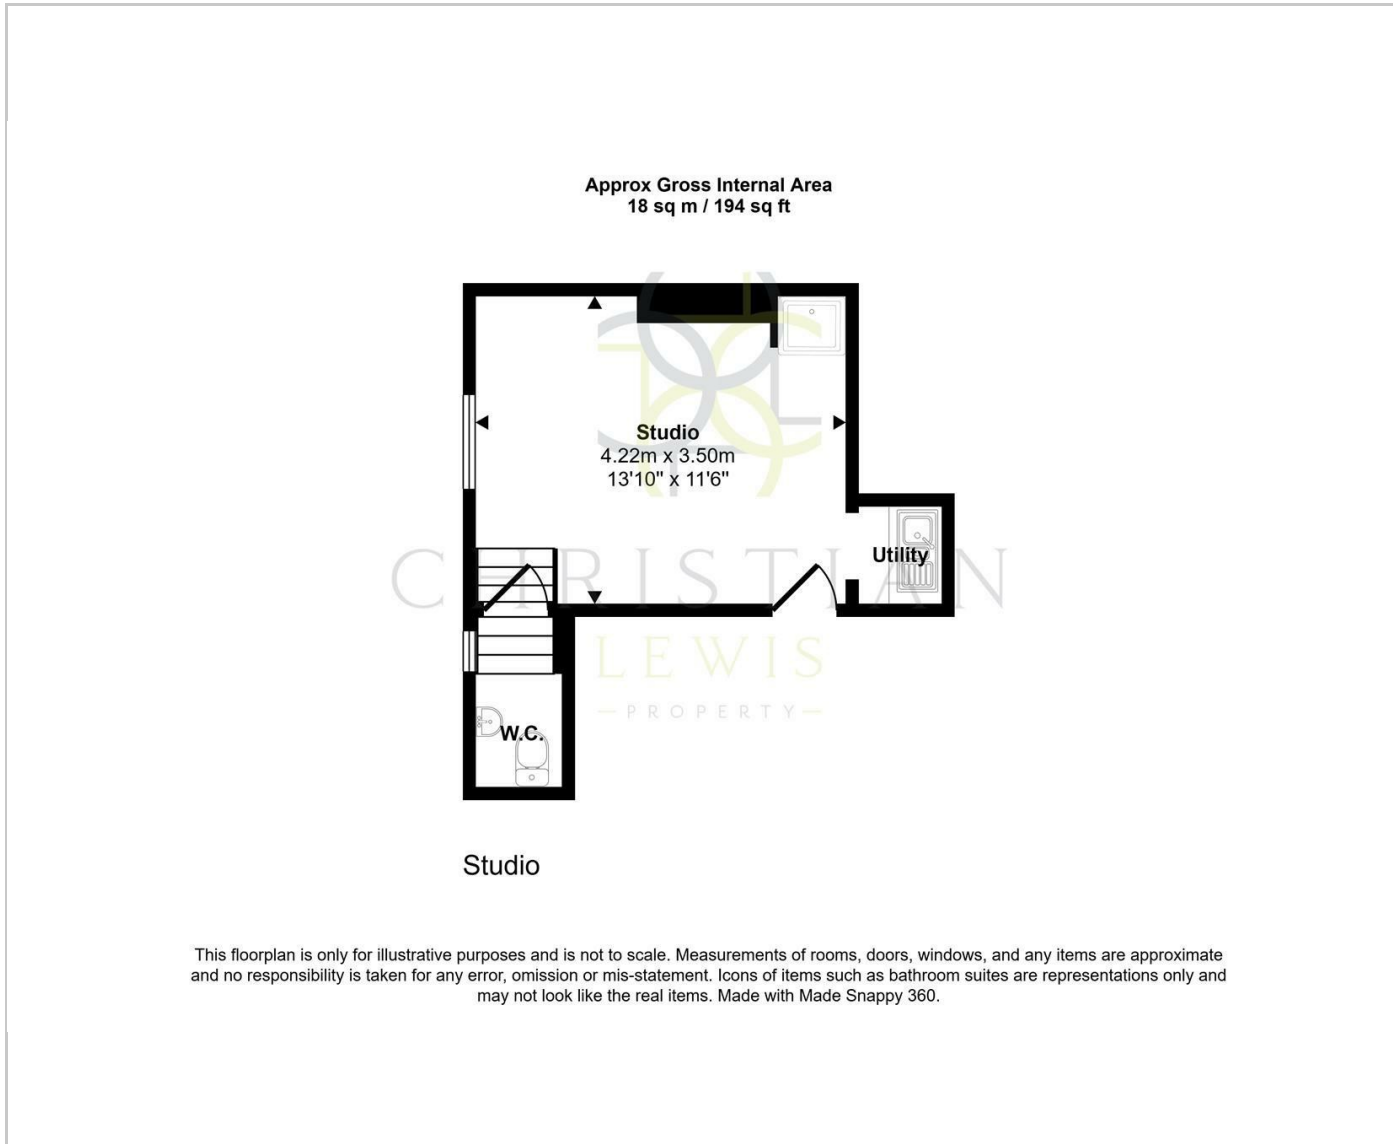 Approx Gross Internal Area
18 sq m / 194 sq ft
Studio
4.22m x 3.50m
13'10" x 11'6"
Utility
CHRISTIAN
LEWIS
PROPERTY
W.C.
Studio
This floorplan is only for illustrative purposes and is not to scale. Measurements of rooms, doors, windows, and any items are approximate
and no responsibility is taken for any error, omission or mis-statement. Icons of items such as bathroom suites are representations only and
may not look like the real items. Made with Made Snappy 360.